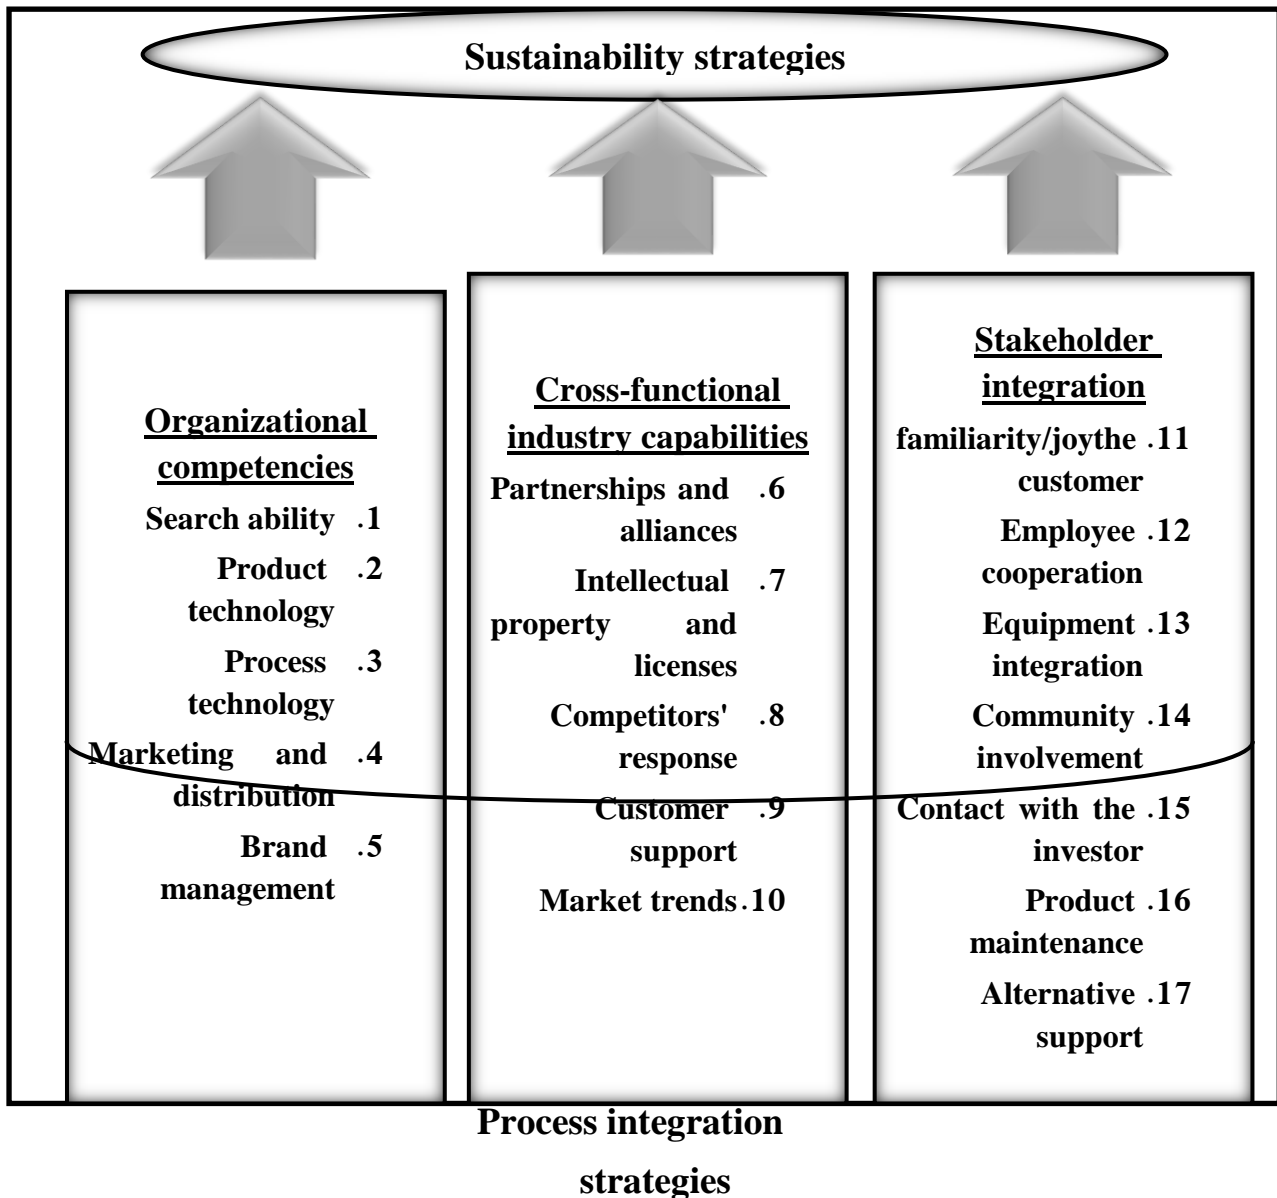 Sustainability strategies
Organizational
competencies
Search ability .1
Product .2
technology
Process .3
technology
Marketing and .4
distribution
Brand .5
management
Cross-functional
industry capabilities
Partnerships and .6
alliances
Intellectual .7
property and
licenses
Competitors' .8
response
Customer .9
support
Market trends .10
Stakeholder
integration
familiarity/joythe .11
customer
Employee .12
cooperation
Equipment .13
integration
Community .14
involvement
Contact with the .15
investor
Product .16
maintenance
Alternative .17
support
Process integration
strategies